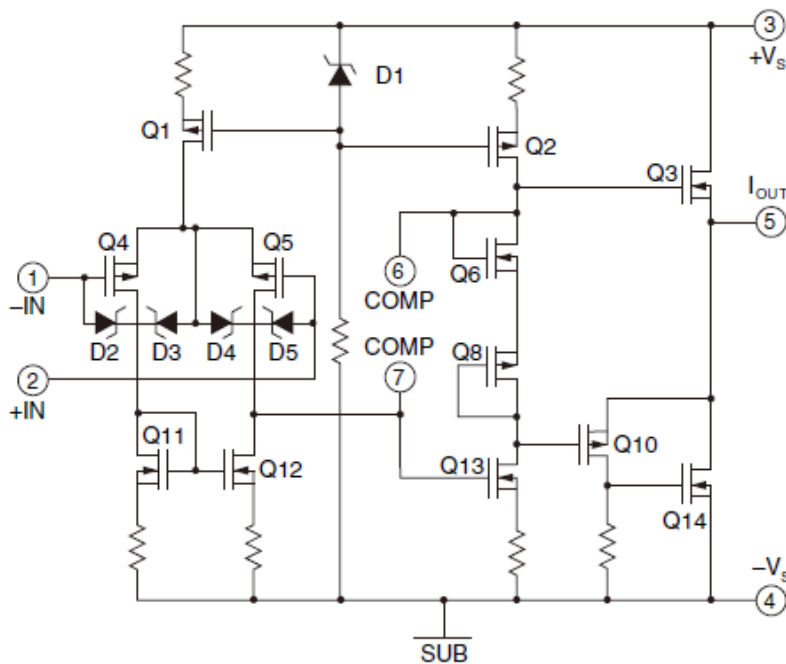 3
+Vs
D1
Q1
Q2
Q3
IOUT
5
Q4
Q5
1
–IN
6
COMP
Q6
D2
D3
D4
D5
COMP
7
Q8
2
+IN
Q11
Q12
Q13
Q10
Q14
–Vs
4
SUB